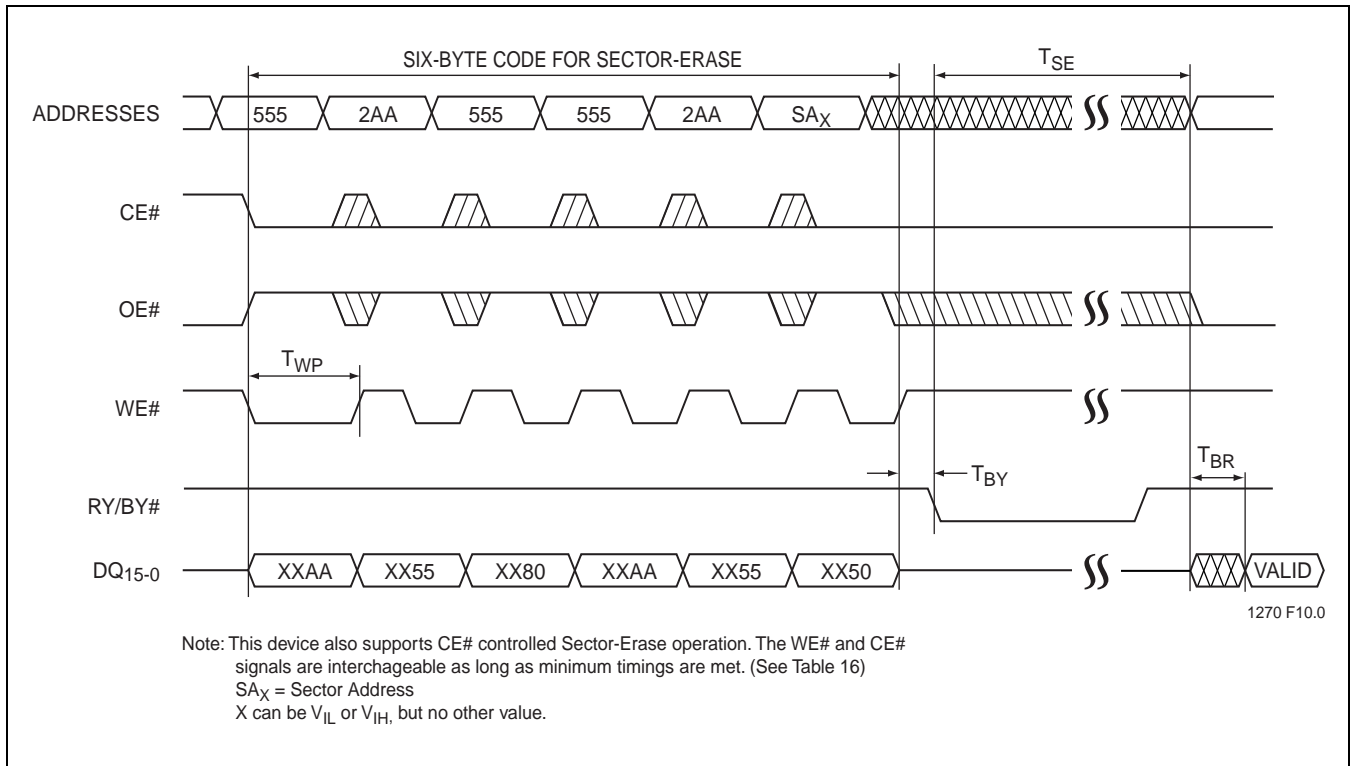 SIX-BYTE CODE FOR SECTOR-ERASE
TSE
ADDRESSES 555 2AA 555 555 2AA SAX
CE#
OE#
TWP
WE#
TBY
TBR
RY/BY#
DQ15-0 XXAA XX55 XX80 XXAA XX55 XX50 VALID
1270 F10.0
Note: This device also supports CE# controlled Sector-Erase operation. The WE# and CE#
signals are interchageable as long as minimum timings are met. (See Table 16)
SAX = Sector Address
X can be VIL or VIH, but no other value.